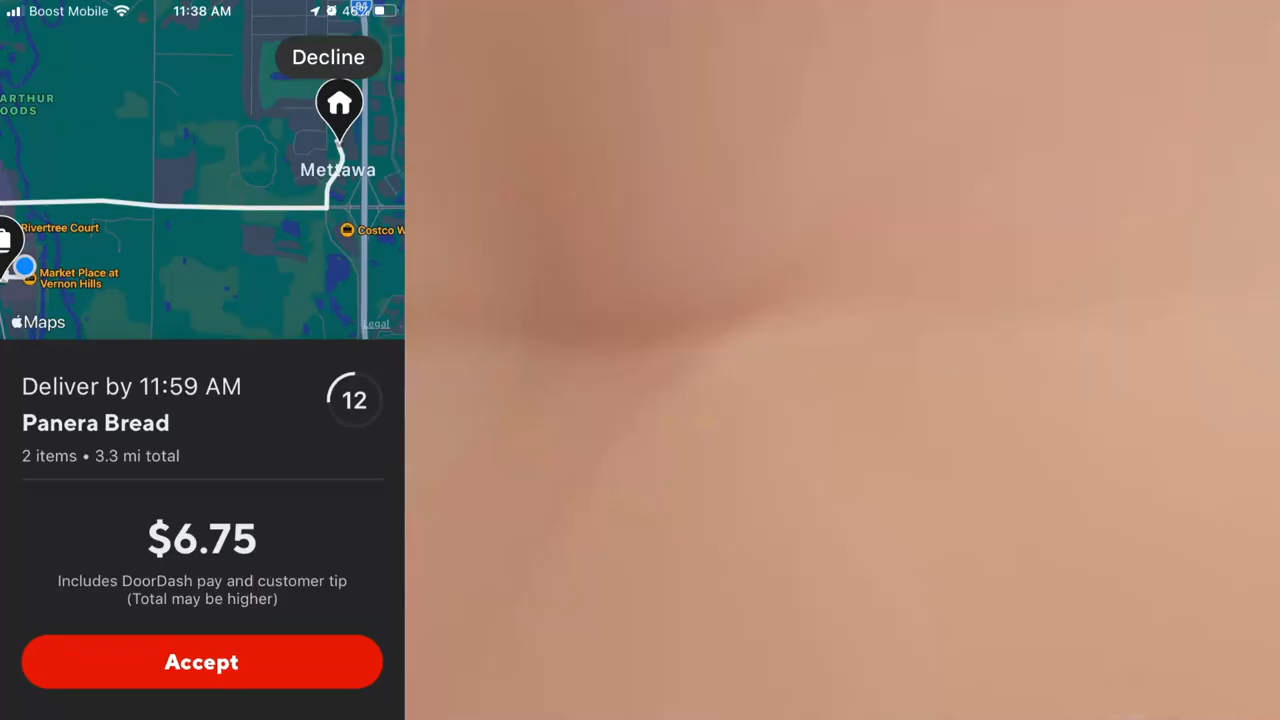 Boost Mobile
11:38 AM
94
Decline
ARTHUR
OODS
Mettawa
Rivertree Court
Costco W
Market Place at
Vernon Hills
Maps
Legal
Deliver by 11:59 AM
12
Panera Bread
2 items • 3.3 mi total
$6.75
Includes DoorDash pay and customer tip
(Total may be higher)
Accept